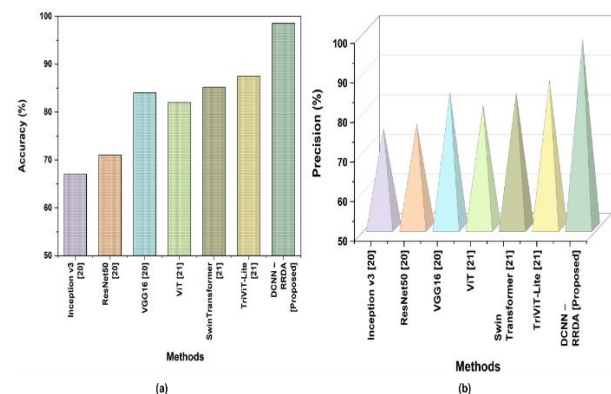 100
90
80
70
60
50
Accuracy (%)
Inception v3 [20]
ResNet50 [20]
VGG16 [20]
ViT [21]
SwinTransformer [21]
TriViT-Lite [21]
DCNN –
RRDA
[Proposed]
Methods
(a)
100
90
80
70
60
50
Precision (%)
Inception v3 [20]
ResNet50 [20]
VGG16 [20]
ViT [21]
Swin
Transformer [21]
TriViT-Lite [21]
DCNN –
RRDA [Proposed]
Methods
(b)